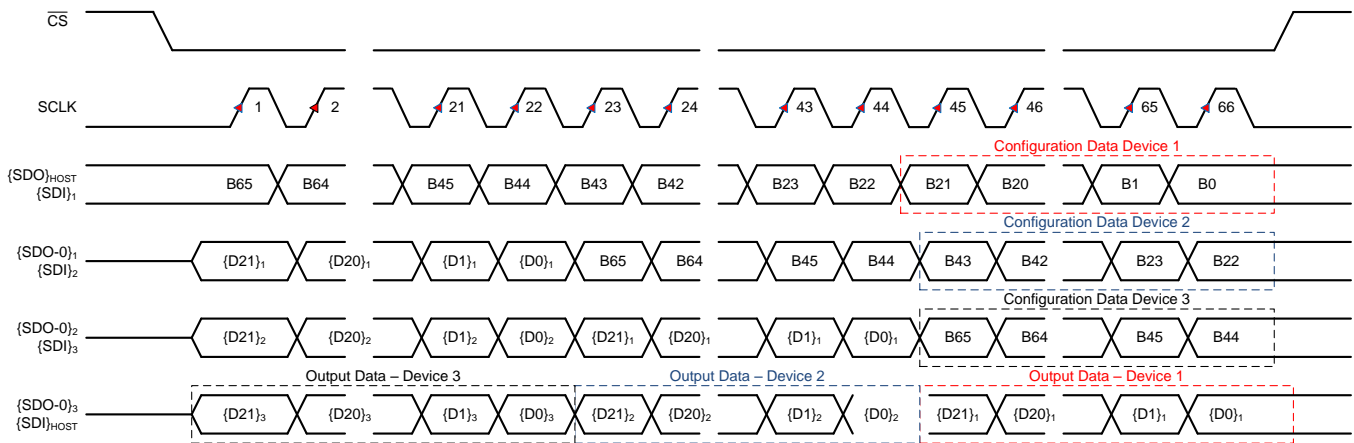 CS
SCLK 1 2 21 22 23 24 43 44 45 46 65 66
Configuration Data Device 1
{SDO}HOST
{SDI}1
B65 B64 B45 B44 B43 B42 B23 B22 B21 B20 B1 B0
Configuration Data Device 2
{SDO-0}1
{SDI}2
{D21}1 {D20}1 {D1}1 {D0}1 B65 B64 B45 B44 B43 B42 B23 B22
Configuration Data Device 3
{SDO-0}2
{SDI}3
{D21}2 {D20}2 {D1}2 {D0}2 {D21}1 {D20}1 {D1}1 {D0}1 B65 B64 B45 B44
Output Data – Device 3 Output Data – Device 2 Output Data – Device 1
{SDO-0}3
{SDI}HOST
{D21}3 {D20}3 {D1}3 {D0}3 {D21}2 {D20}2 {D1}2 {D0}2 {D21}1 {D20}1 {D1}1 {D0}1